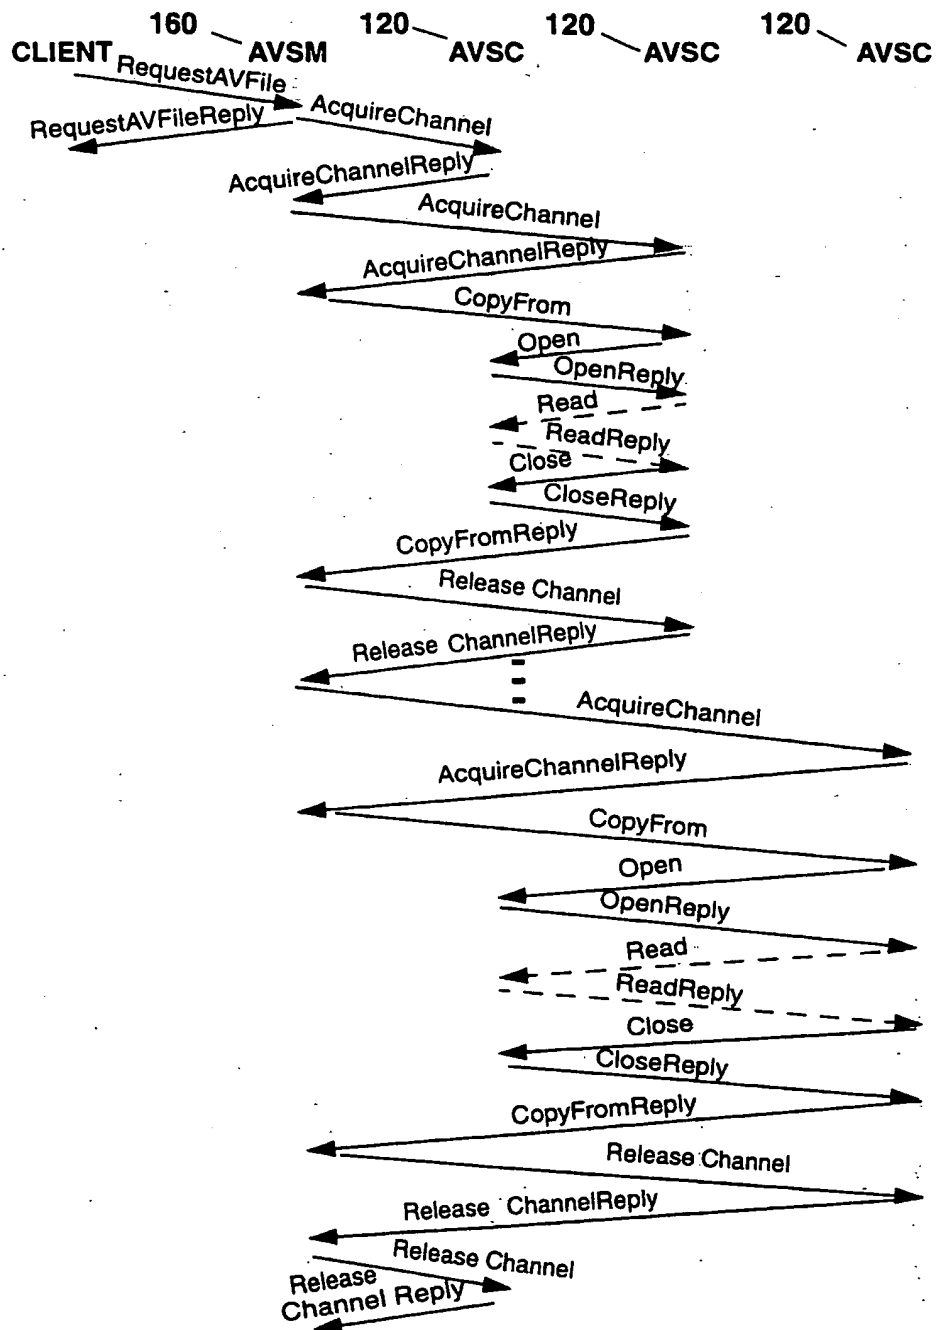 160 120 120 120
CLIENT AVSM AVSC AVSC AVSC
RequestAVFile
RequestAVFileReply AcquireChannel
AcquireChannelReply
AcquireChannel
AcquireChannelReply
CopyFrom
Open
OpenReply
Read
ReadReply
Close
CloseReply
CopyFromReply
Release Channel
Release ChannelReply
AcquireChannel
AcquireChannelReply
CopyFrom
Open
OpenReply
Read
ReadReply
Close
CloseReply
CopyFromReply
Release Channel
Release ChannelReply
Release Channel
Release
Channel Reply